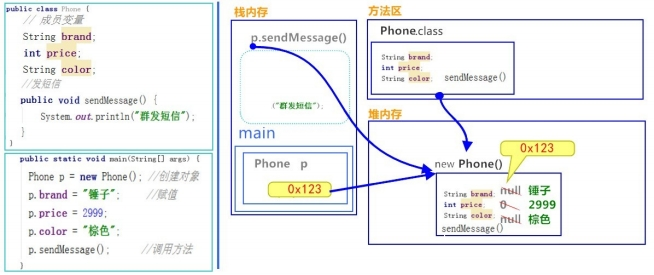 public class Phone {
// 成员变量
String brand;
int price;
String color;
//发短信
public void sendMessage() {
System.out.println("群发短信");
}
}
public static void main(String[] args) {
Phone p = new Phone(); //创建对象
p.brand = "锤子"; //赋值
p.price = 2999;
p.color = "棕色";
p.sendMessage(); //调用方法
}
栈内存
p.sendMessage()
("群发短信");
main
Phone p
0x123
方法区
Phone.class
String brand;
int price;
String color;
sendMessage()
堆内存
0x123
new Phone()
String brand; null 锤子
int price; 0 2999
String color; null 棕色
sendMessage()